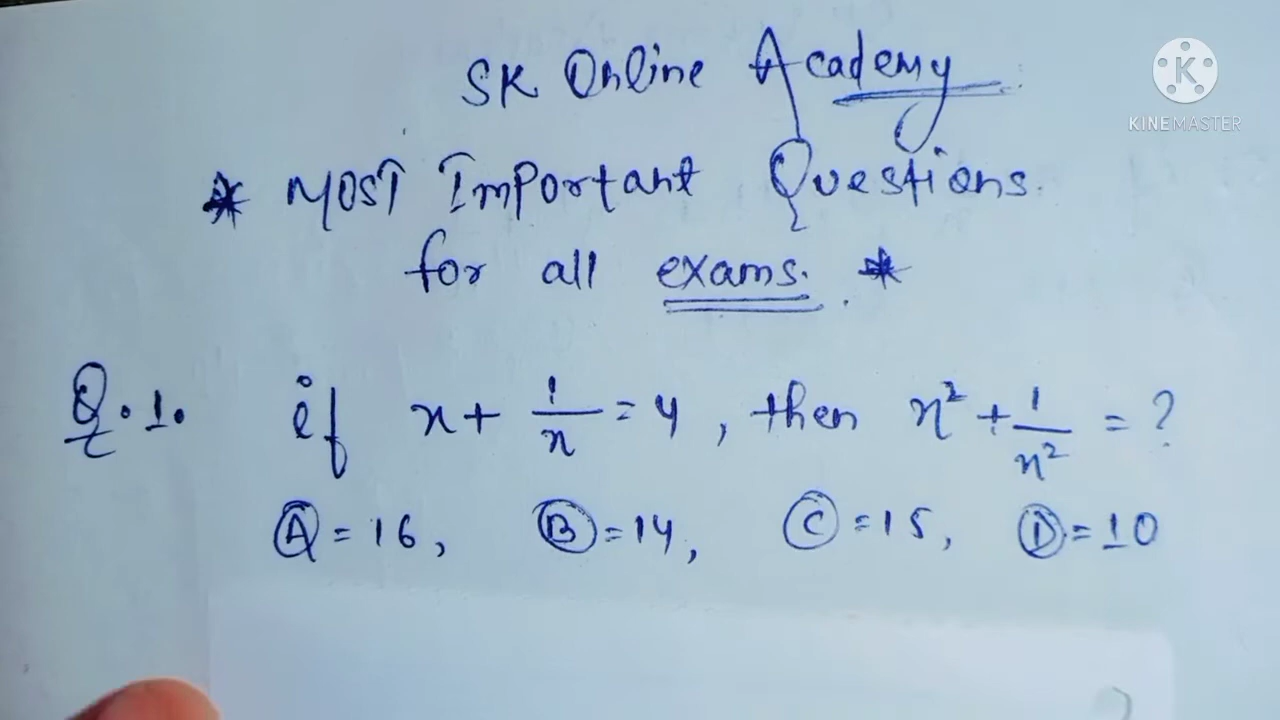 SK Online Academy
K
KINEMASTER
* MOST Important Questions.
for all exams. *
Q.1. if x + 1/x = 4, then x² + 1/x² = ?
(A) = 16, (B) = 14, (C) = 15, (D) = 10